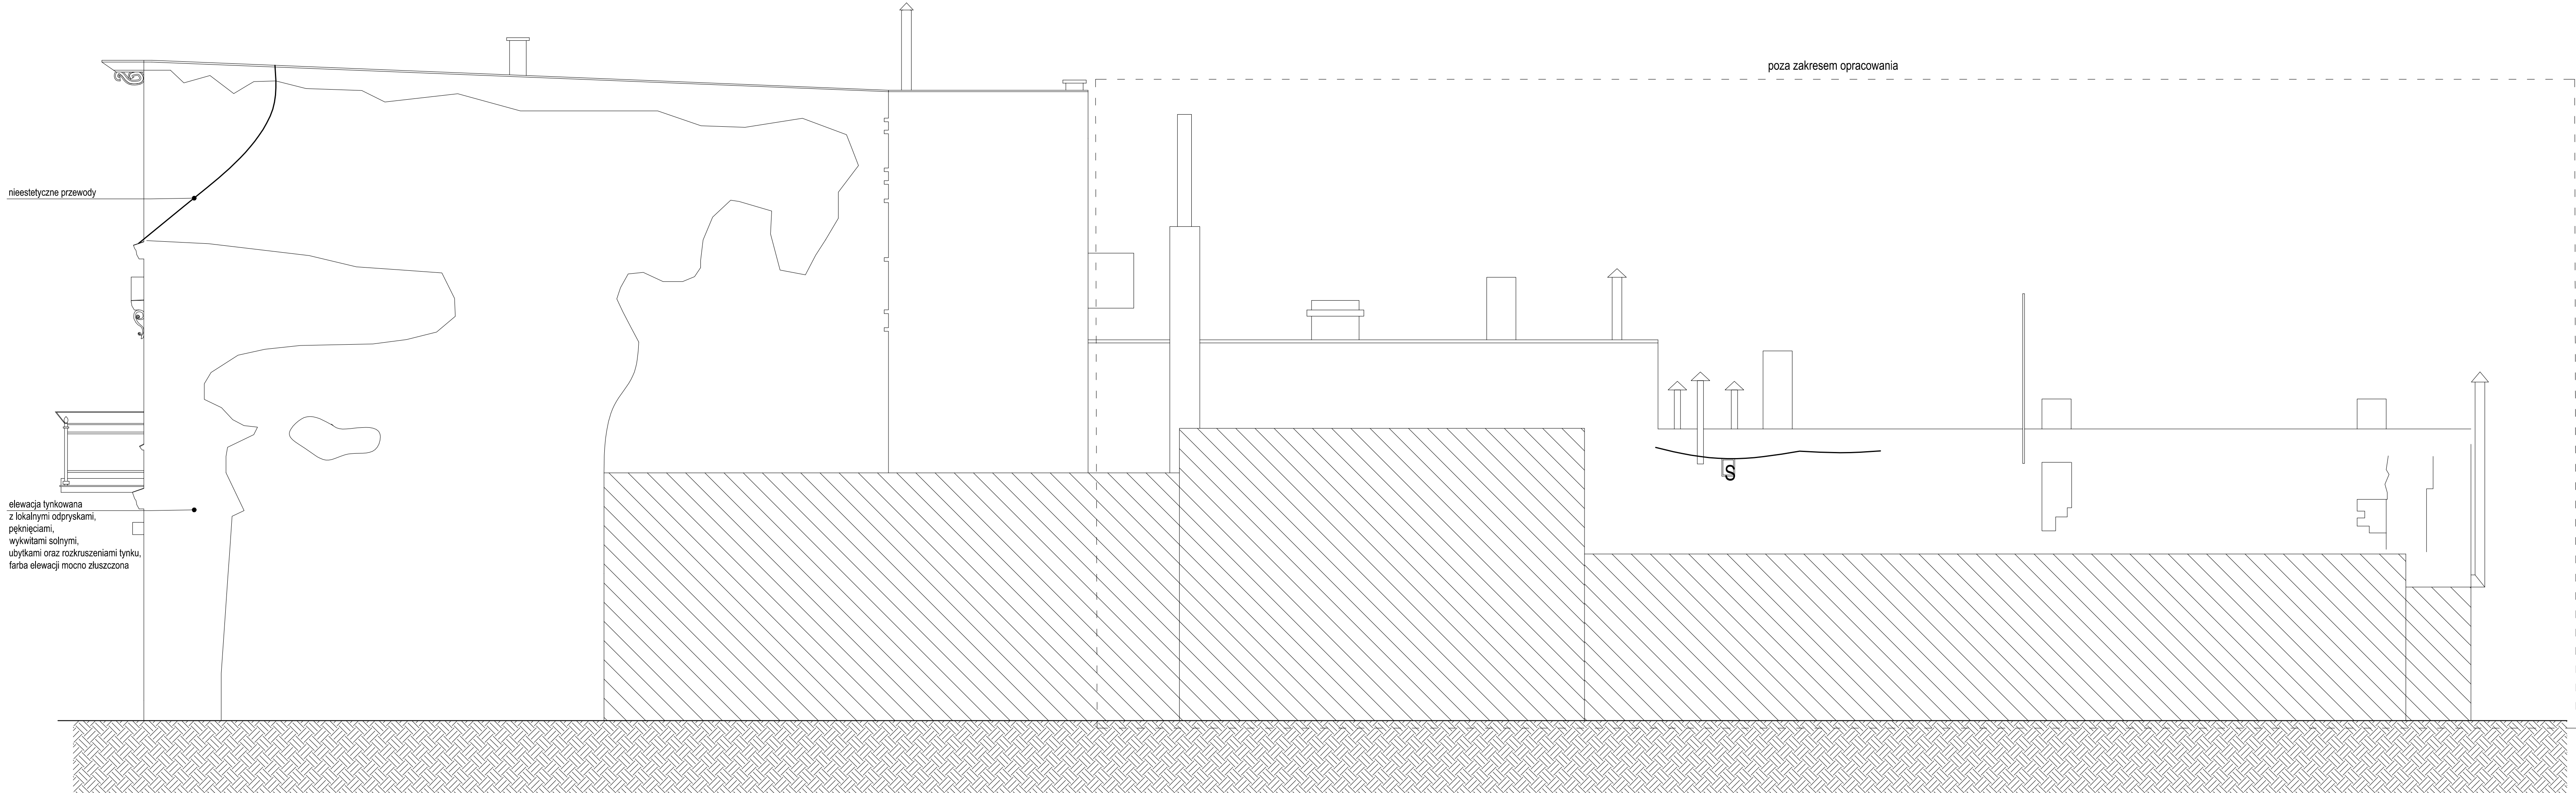 poza zakresem opracowania
nieestetyczne przewody
elewacja tynkowana
z lokalnymi odpryskami,
pęknięciami,
wykwitami solnymi,
ubytkami oraz rozkruszeniami tynku,
farba elewacji mocno złuszczona
S